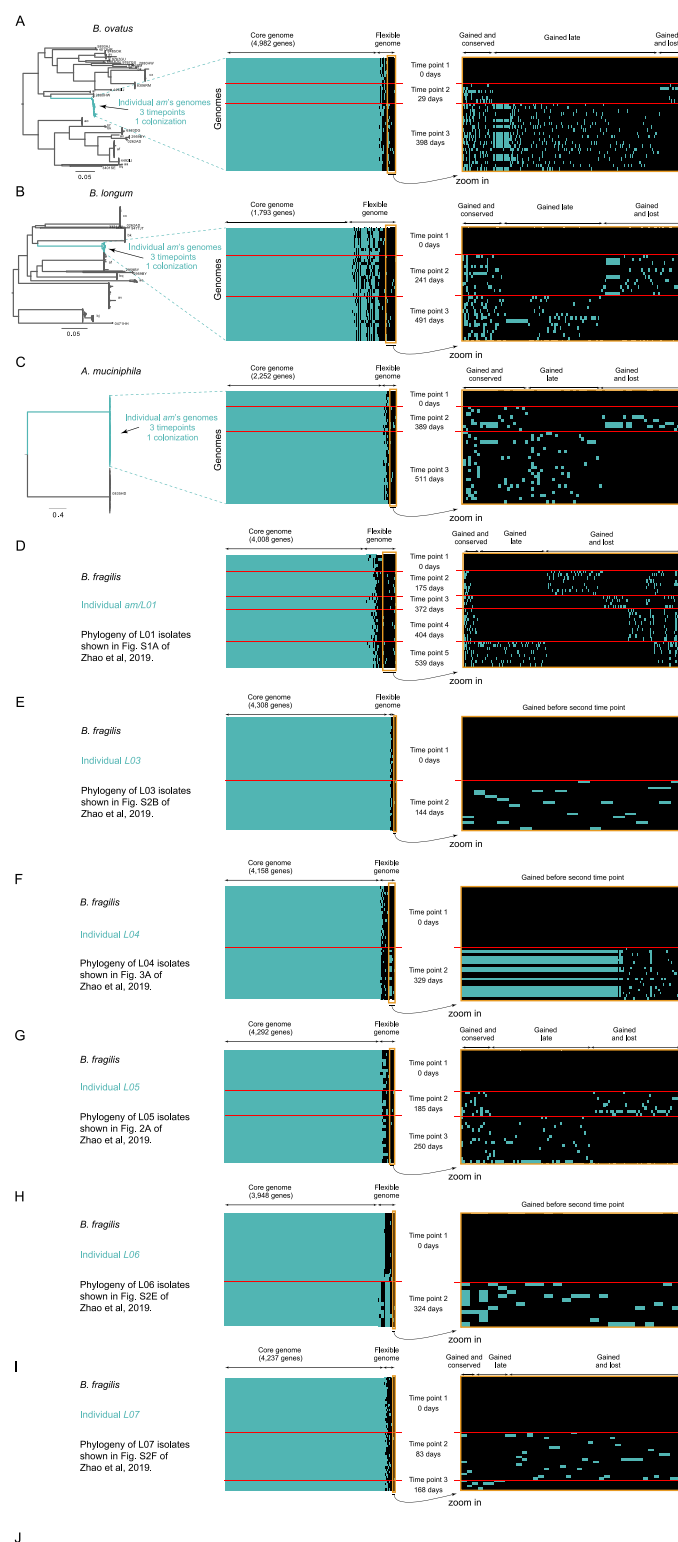 A
B. ovatus
Core genome
(4,982 genes)
Flexible
genome
Gained and
conserved
Gained late
Gained
and lost
Individual am's genomes
3 timepoints
1 colonization
0.05
Genomes
Time point 1
0 days
Time point 2
29 days
Time point 3
398 days
zoom in
B
B. longum
Core genome
(1,793 genes)
Flexible
genome
Gained and
conserved
Gained late
Gained
and lost
Individual am's genomes
3 timepoints
1 colonization
0.05
Genomes
Time point 1
0 days
Time point 2
241 days
Time point 3
491 days
zoom in
C
A. muciniphila
Core genome
(2,252 genes)
Flexible
genome
Gained and
conserved
Gained
late
Gained
and lost
Individual am's genomes
3 timepoints
1 colonization
0.4
Genomes
Time point 1
0 days
Time point 2
389 days
Time point 3
511 days
zoom in
D
Core genome
(4,008 genes)
Flexible
genome
Gained and
conserved
Gained
late
Gained
and lost
B. fragilis
Individual am/L01
Phylogeny of L01 isolates
shown in Fig. S1A of
Zhao et al, 2019.
Time point 1
0 days
Time point 2
175 days
Time point 3
372 days
Time point 4
404 days
Time point 5
539 days
zoom in
E
Core genome
(4,308 genes)
Flexible
genome
Gained before second time point
B. fragilis
Individual L03
Phylogeny of L03 isolates
shown in Fig. S2B of
Zhao et al, 2019.
Time point 1
0 days
Time point 2
144 days
zoom in
F
Core genome
(4,158 genes)
Flexible
genome
Gained before second time point
B. fragilis
Individual L04
Phylogeny of L04 isolates
shown in Fig. 3A of
Zhao et al, 2019.
Time point 1
0 days
Time point 2
329 days
zoom in
G
Core genome
(4,292 genes)
Flexible
genome
Gained and
conserved
Gained
late
Gained
and lost
B. fragilis
Individual L05
Phylogeny of L05 isolates
shown in Fig. 2A of
Zhao et al, 2019.
Time point 1
0 days
Time point 2
185 days
Time point 3
250 days
zoom in
H
Core genome
(3,948 genes)
Flexible
genome
Gained before second time point
B. fragilis
Individual L06
Phylogeny of L06 isolates
shown in Fig. S2E of
Zhao et al, 2019.
Time point 1
0 days
Time point 2
324 days
zoom in
I
Core genome
(4,237 genes)
Flexible
genome
Gained and
conserved
Gained
late
Gained
and lost
B. fragilis
Individual L07
Phylogeny of L07 isolates
shown in Fig. S2F of
Zhao et al, 2019.
Time point 1
0 days
Time point 2
83 days
Time point 3
168 days
zoom in
J